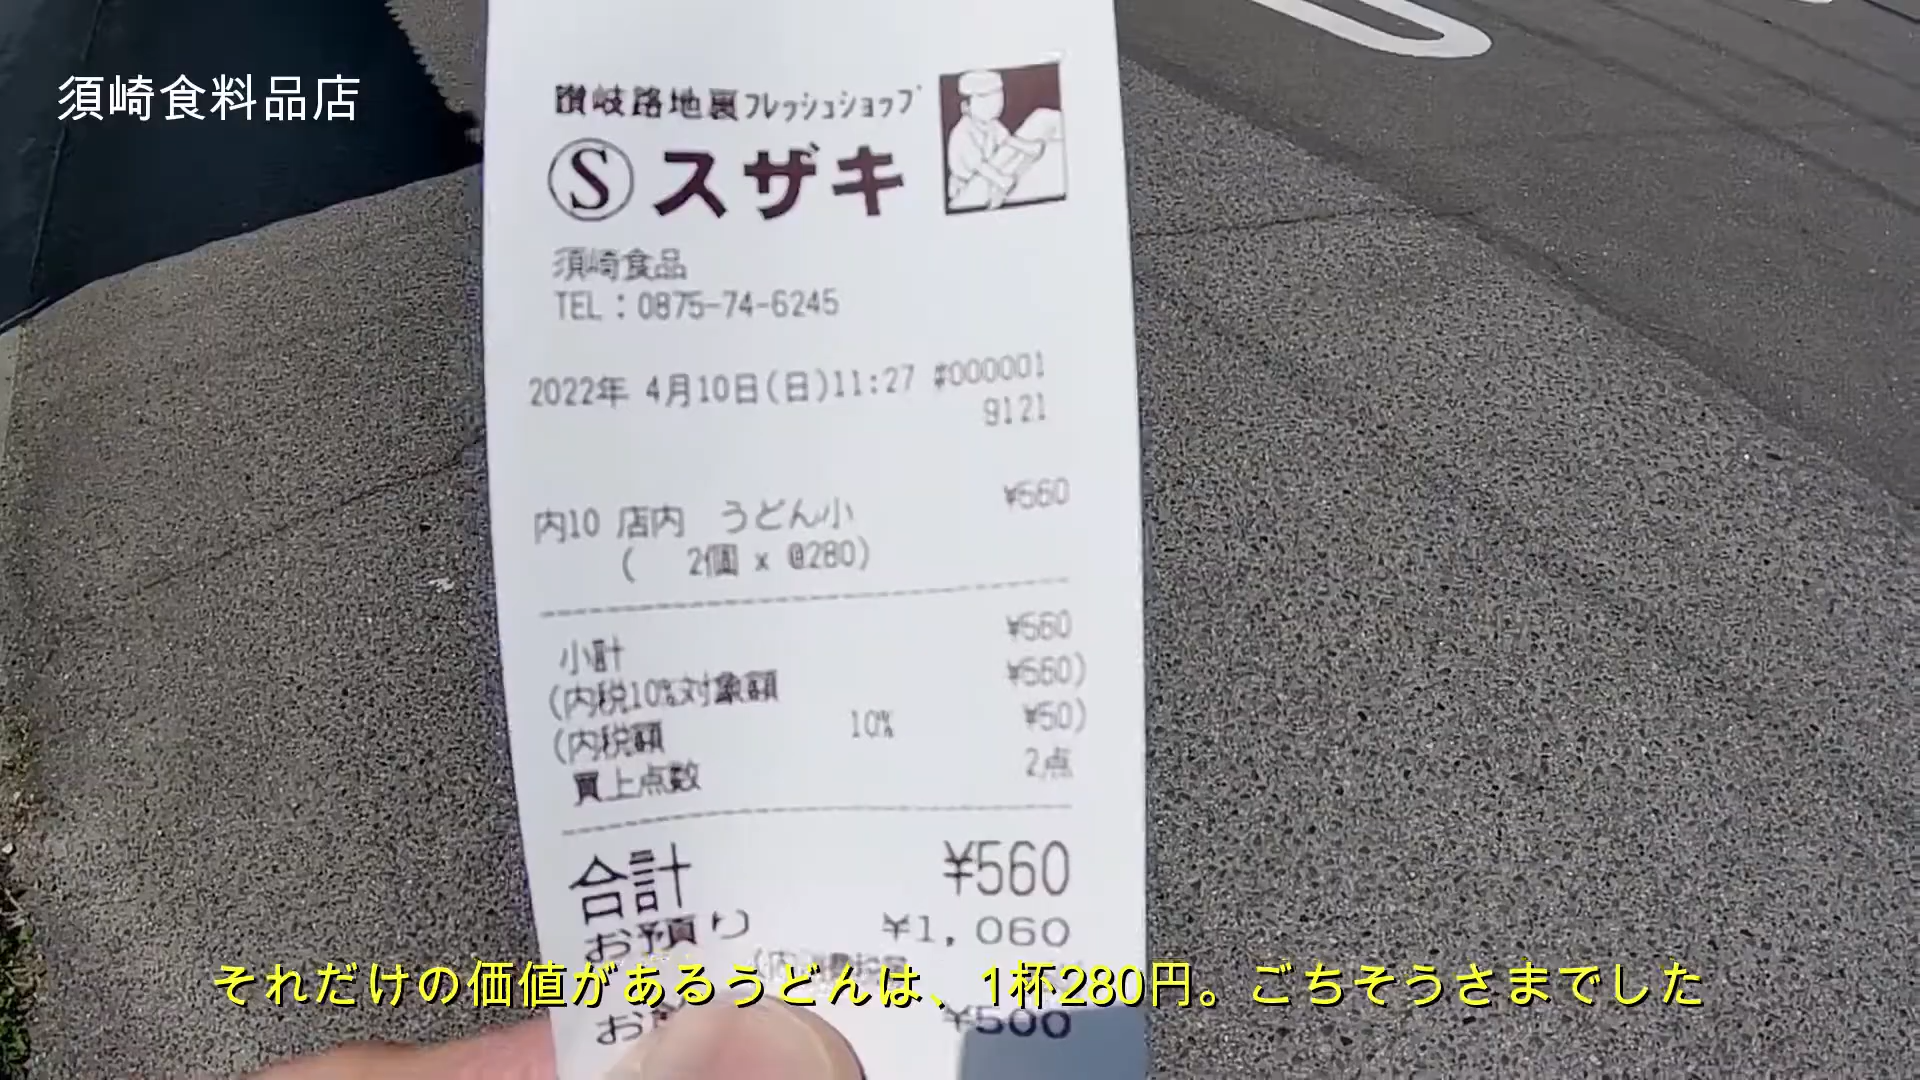 須崎食料品店
讃岐路地裏フレッシュショップ
Ⓢスザキ
須崎食品
TEL:0875-74-6245
2022年 4月10日(日)11:27 #000001
9121
内10 店内 うどん小 ¥560
( 2個 x @280)
小計 ¥560
(内税10%対象額 ¥560)
(内税額 10% ¥50)
買上点数 2点
合計 ¥560
お預り ¥1,060
それだけの価値があるうどんは、1杯280円。ごちそうさまでした
¥500